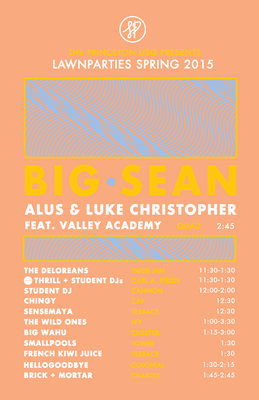 THE PRINCETON USG PRESENTS
LAWNPARTIES SPRING 2015
BIG • SEAN
ALUS & LUKE CHRISTOPHER
FEAT. VALLEY ACADEMY 2:45
THE DELOREANS 11:30-1:30
THRILL + STUDENT DJs 11:30-1:30
STUDENT DJ 12:00-2:00
CHINGY 12:30
SENSEMAYA 12:30
THE WILD ONES 1:00-3:30
BIG WAHU 1:15-3:00
SMALLPOOLS 1:30
FRENCH KIWI JUICE 1:30
HELLOGOODBYE 1:30-2:15
BRICK + MORTAR 1:45-2:45